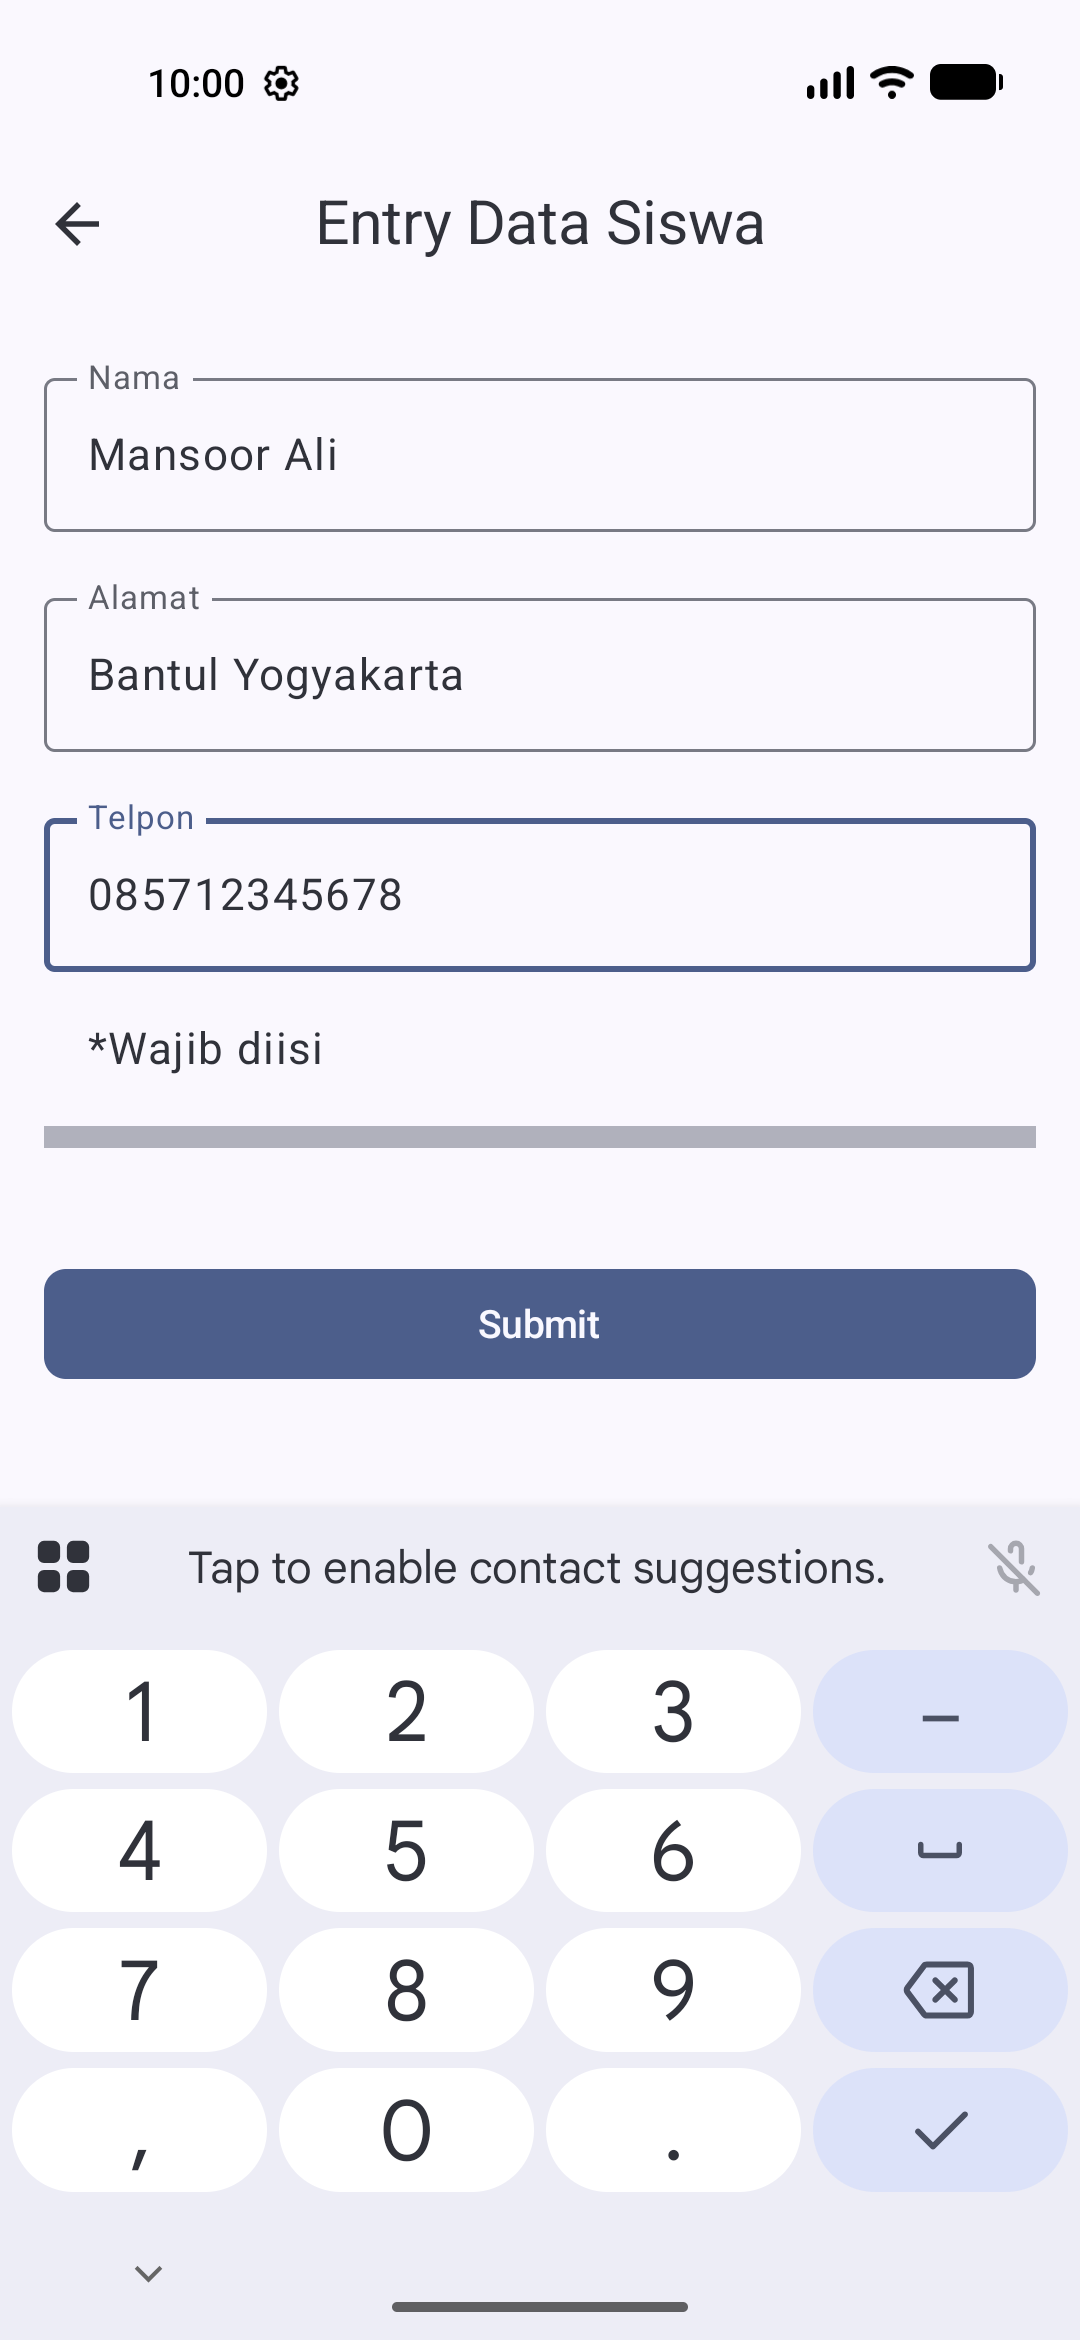 10:00
Entry Data Siswa
Nama
Mansoor Ali
Alamat
Bantul Yogyakarta
Telpon
085712345678
*Wajib diisi
Submit
Tap to enable contact suggestions.
1 2 3 –
4 5 6
7 8 9
, 0 .